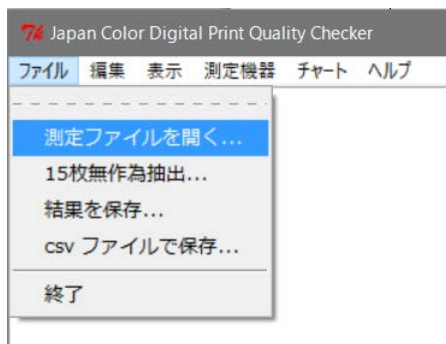 Japan Color Digital Print Quality Checker
ファイル 編集 表示 測定機器 チャート ヘルプ
測定ファイルを開く...
15枚無作為抽出...
結果を保存...
csv ファイルで保存...
終了